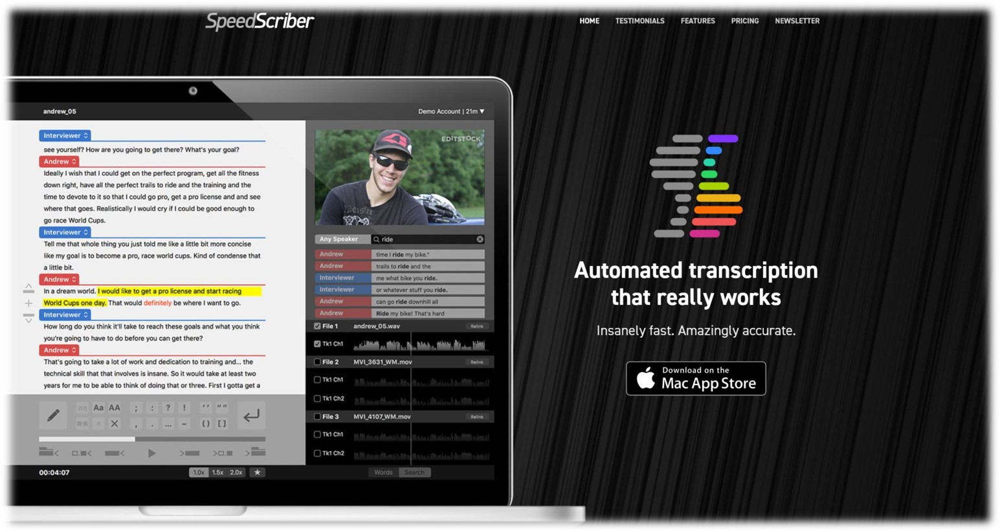 SpeedScriber
HOME TESTIMONIALS FEATURES PRICING NEWSLETTER
andrew_05
Demo Account | 21m ▼
Interviewer
see yourself? How are you going to get there? What's your goal?
Andrew
Ideally I wish that I could get on the perfect program, get all the fitness
down right, have all the perfect trails to ride and the training and the
time to devote to it so that I could go pro, get a pro license and and see
where that goes. Realistically I would cry if I could be good enough to
go race World Cups.
Interviewer
Tell me that whole thing you just told me like a little bit more concise
like my goal is to become a pro, race world cups. Kind of condense that
a little bit.
Andrew
In a dream world. I would like to get a pro license and start racing
World Cups one day. That would definitely be where I want to go.
Interviewer
How long do you think it'll take to reach these goals and what you think
you're going to have to do before you can get there?
Andrew
That's going to take a lot of work and dedication to training and... the
technical skill that that involves is insane. So it would take at least two
years for me to be able to think of doing that or three. First I gotta get a
aa Aa AA ; : ? ! ' ' " "
× , . ... – ( ) [ ]
00:04:07
1.0x 1.5x 2.0x ★
EDITSTOCK
Any Speaker ride
Andrew time I ride my bike."
Andrew trails to ride and the
Interviewer me what bike you ride.
Interviewer or whatever stuff you ride.
Andrew can go ride downhill all
Andrew Ride my bike! That's hard
File 1 andrew_05.wav Relink
Tk1 Ch1
File 2 MVI_3631_WM.mov Relink
Tk1 Ch1
Tk1 Ch2
File 3 MVI_4107_WM.mov Relink
Tk1 Ch1
Tk1 Ch2
Words Search
Automated transcription
that really works
Insanely fast. Amazingly accurate.
Download on the
Mac App Store